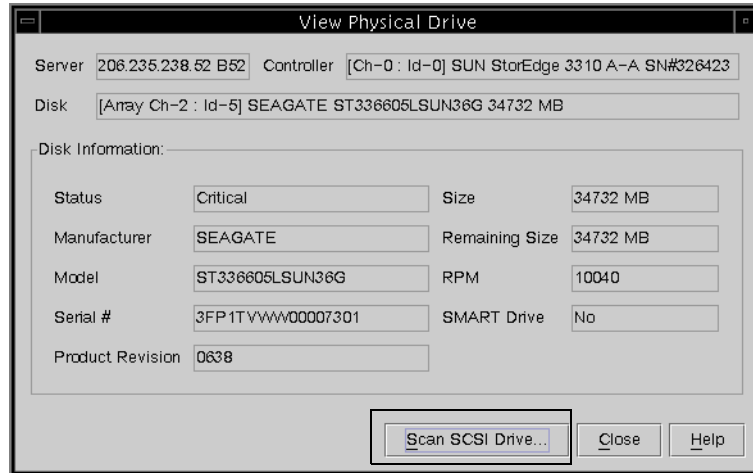 View Physical Drive
Server 206.235.238.52 B52 Controller [Ch-0 : Id-0] SUN StorEdge 3310 A-A SN#326423
Disk [Array Ch-2 : Id-5] SEAGATE ST336605LSUN36G 34732 MB
Disk Information:
Status Critical Size 34732 MB
Manufacturer SEAGATE Remaining Size 34732 MB
Model ST336605LSUN36G RPM 10040
Serial # 3FP1TVWW00007301 SMART Drive No
Product Revision 0638
Scan SCSI Drive... Close Help